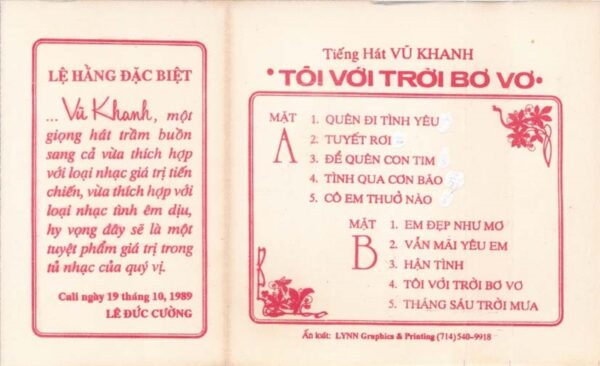 LỆ HẰNG ĐẶC BIỆT
... Vũ Khanh, một
giọng hát trầm buồn
sang cả vừa thích hợp
với loại nhạc giá trị tiền
chiến, vừa thích hợp với
loại nhạc tình êm dịu,
hy vọng đây sẽ là một
tuyệt phẩm giá trị trong
tủ nhạc của quý vị.
Cali ngày 19 tháng 10, 1989
LÊ ĐỨC CƯỜNG
Tiếng Hát VŨ KHANH
• TÔI VỚI TRỜI BƠ VƠ •
MẶT A
1. QUÊN ĐI TÌNH YÊU
2. TUYẾT RƠI
3. ĐỂ QUÊN CON TIM
4. TÌNH QUA CƠN BÃO
5. CÔ EM THUỞ NÀO
MẶT B
1. EM ĐẸP NHƯ MƠ
2. VẪN MÃI YÊU EM
3. HẬN TÌNH
4. TÔI VỚI TRỜI BƠ VƠ
5. THÁNG SÁU TRỜI MƯA
Ấn loát: LYNN Graphics & Printing (714) 540-9918